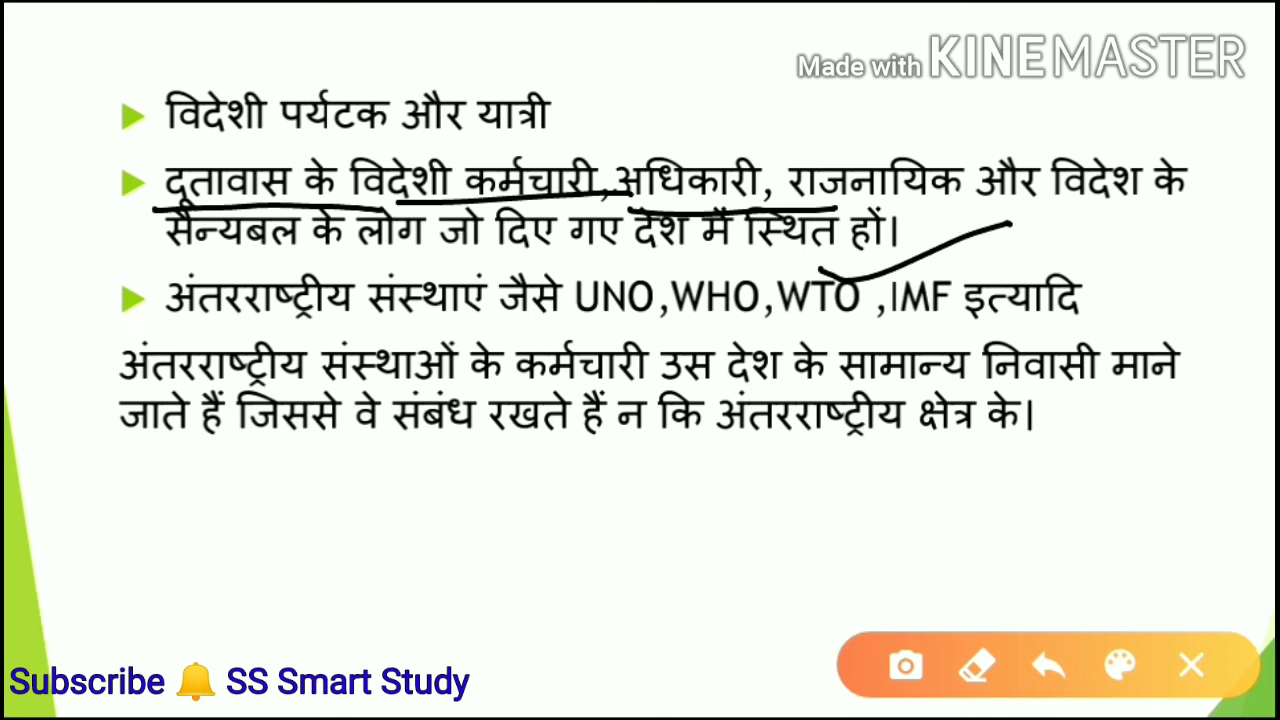 Made with KINEMASTER
विदेशी पर्यटक और यात्री
दूतावास के विदेशी कर्मचारी,अधिकारी, राजनायिक और विदेश के
सैन्यबल के लोग जो दिए गए देश में स्थित हों।
अंतरराष्ट्रीय संस्थाएं जैसे UNO,WHO,WTO ,IMF इत्यादि
अंतरराष्ट्रीय संस्थाओं के कर्मचारी उस देश के सामान्य निवासी माने
जाते हैं जिससे वे संबंध रखते हैं न कि अंतरराष्ट्रीय क्षेत्र के।
Subscribe 🔔 SS Smart Study